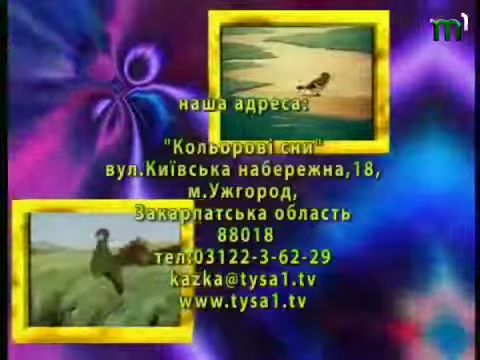 m1
наша адреса:
"Кольорові сни"
вул.Київська набережна,18,
м.Ужгород,
Закарпатська область
88018
тел:03122-3-62-29
kazka@tysa1.tv
www.tysa1.tv